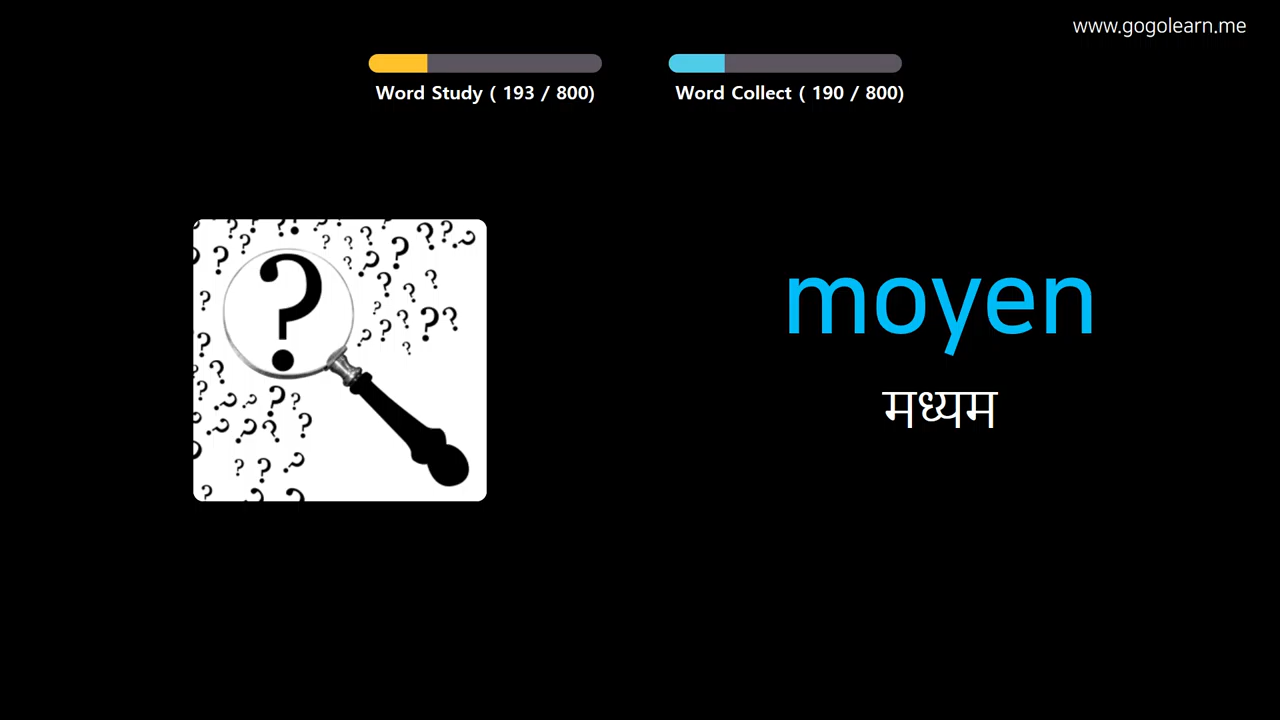 www.gogolearn.me
Word Study ( 193 / 800)
Word Collect ( 190 / 800)
moyen
मध्यम